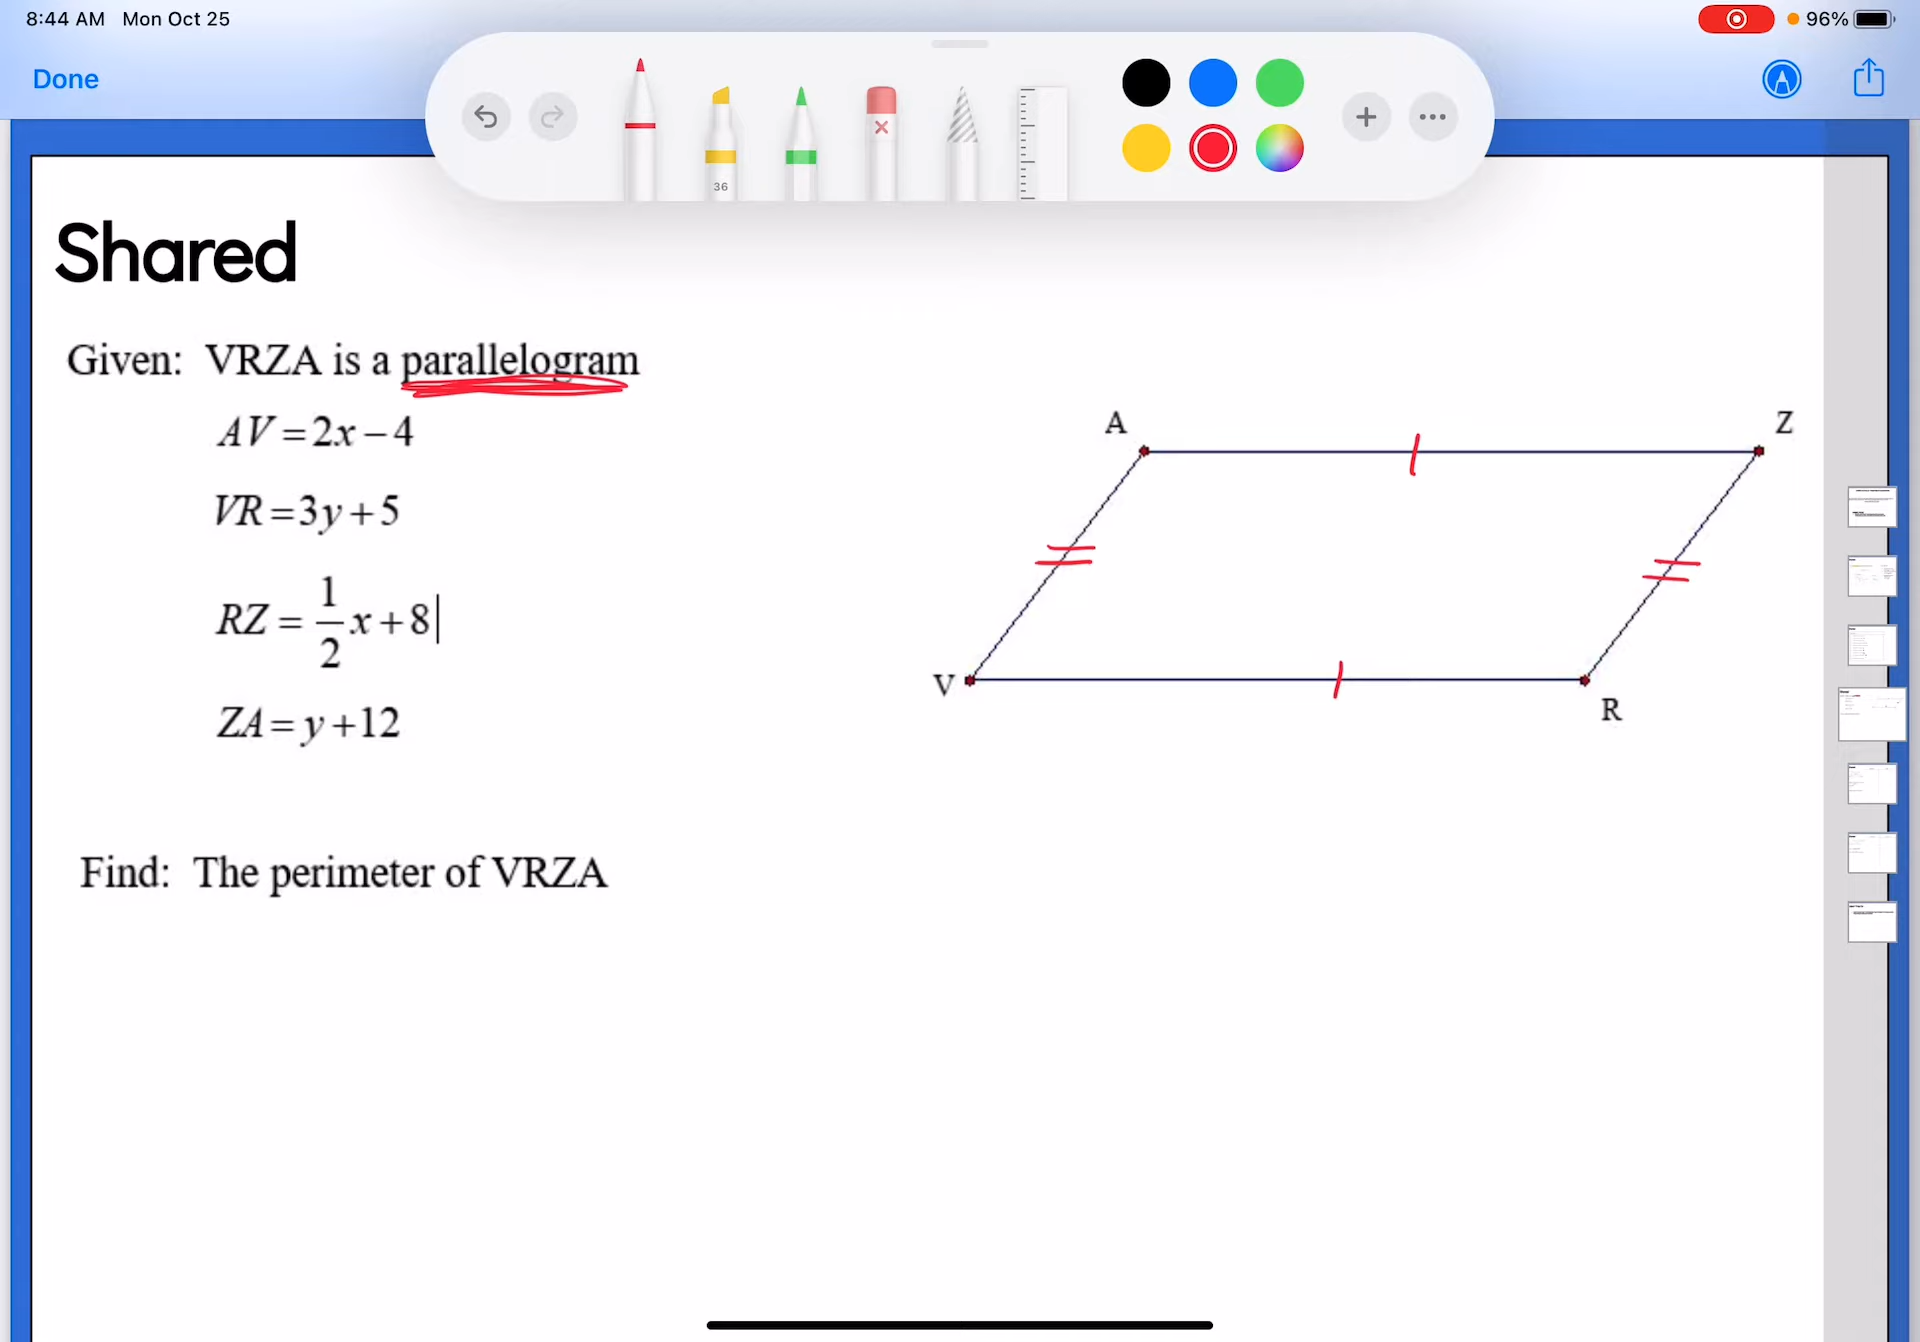 8:44 AM Mon Oct 25
96%
Done
36
Shared
Given: VRZA is a parallelogram
AV = 2x – 4
VR = 3y + 5
RZ = 1/2 x + 8
ZA = y + 12
Find: The perimeter of VRZA
A
Z
V
R